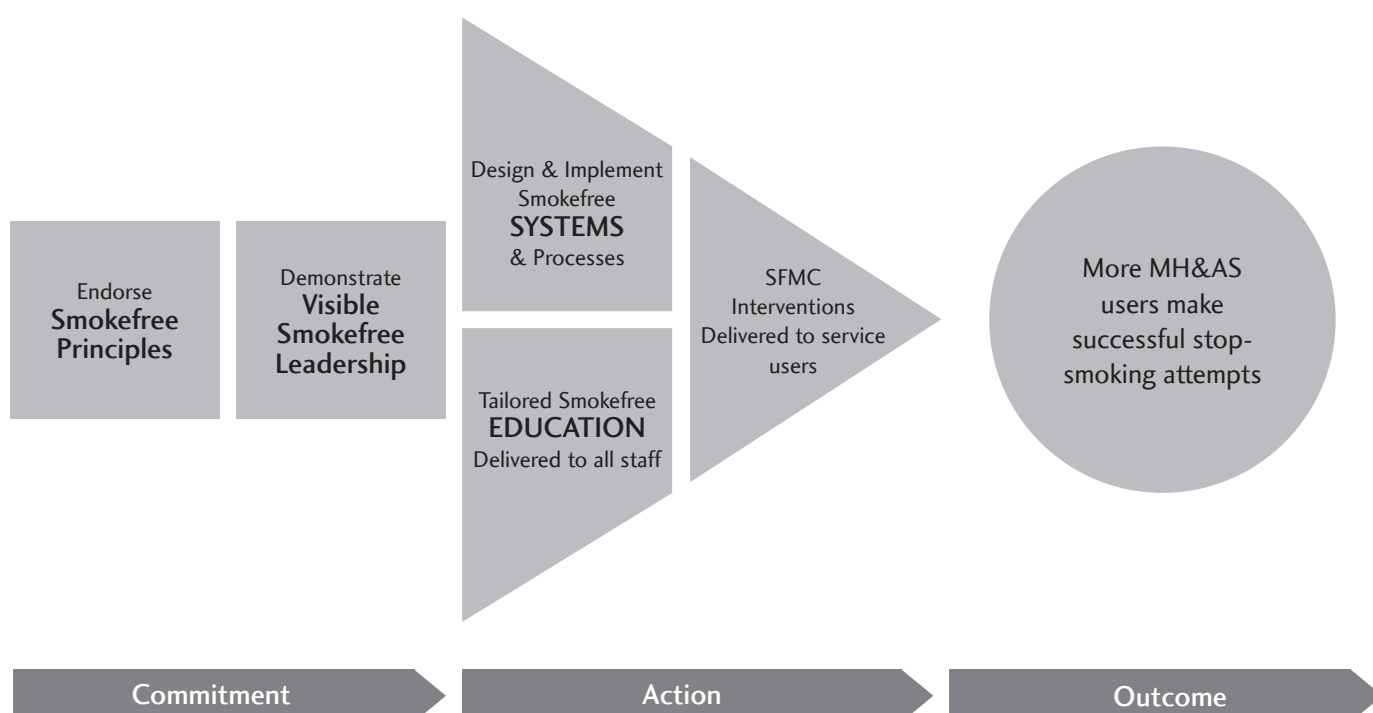 Endorse
Smokefree
Principles
Demonstrate
Visible
Smokefree
Leadership
Design & Implement
Smokefree
SYSTEMS
& Processes
Tailored Smokefree
EDUCATION
Delivered to all staff
SFMC
Interventions
Delivered to service
users
More MH&AS
users make
successful stop-
smoking attempts
Commitment
Action
Outcome